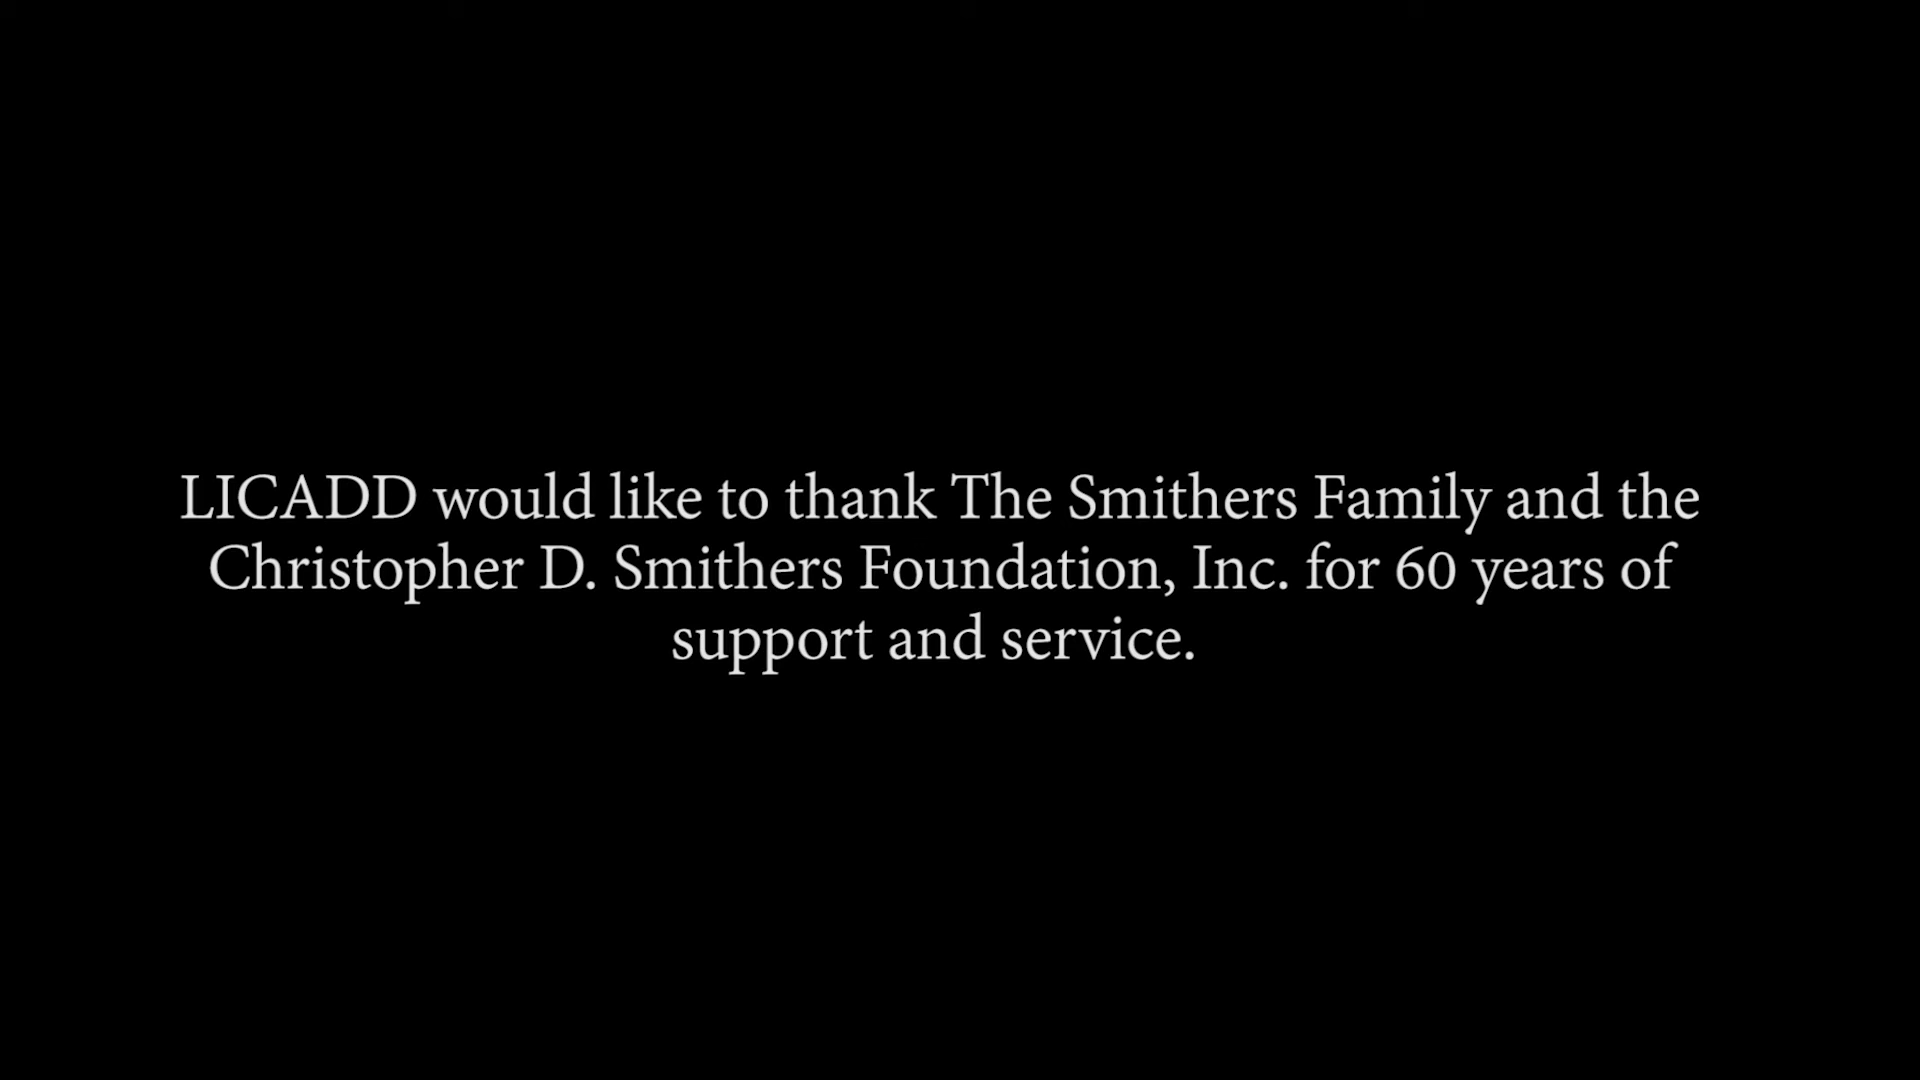 LICADD would like to thank The Smithers Family and the
Christopher D. Smithers Foundation, Inc. for 60 years of
support and service.